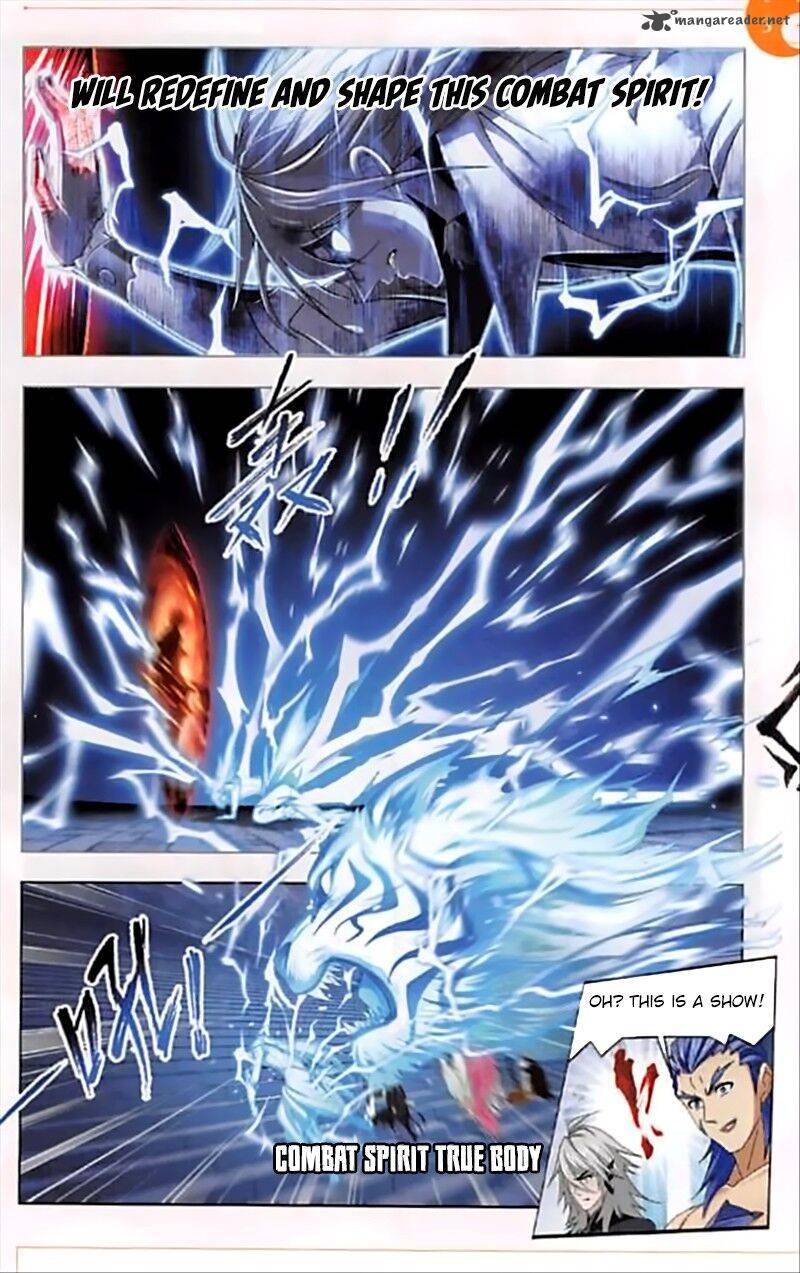 mangareader.net
WILL REDEFINE AND SHAPE THIS COMBAT SPIRIT!
轰!!
吼!
OH? THIS IS A SHOW!
!!
COMBAT SPIRIT TRUE BODY